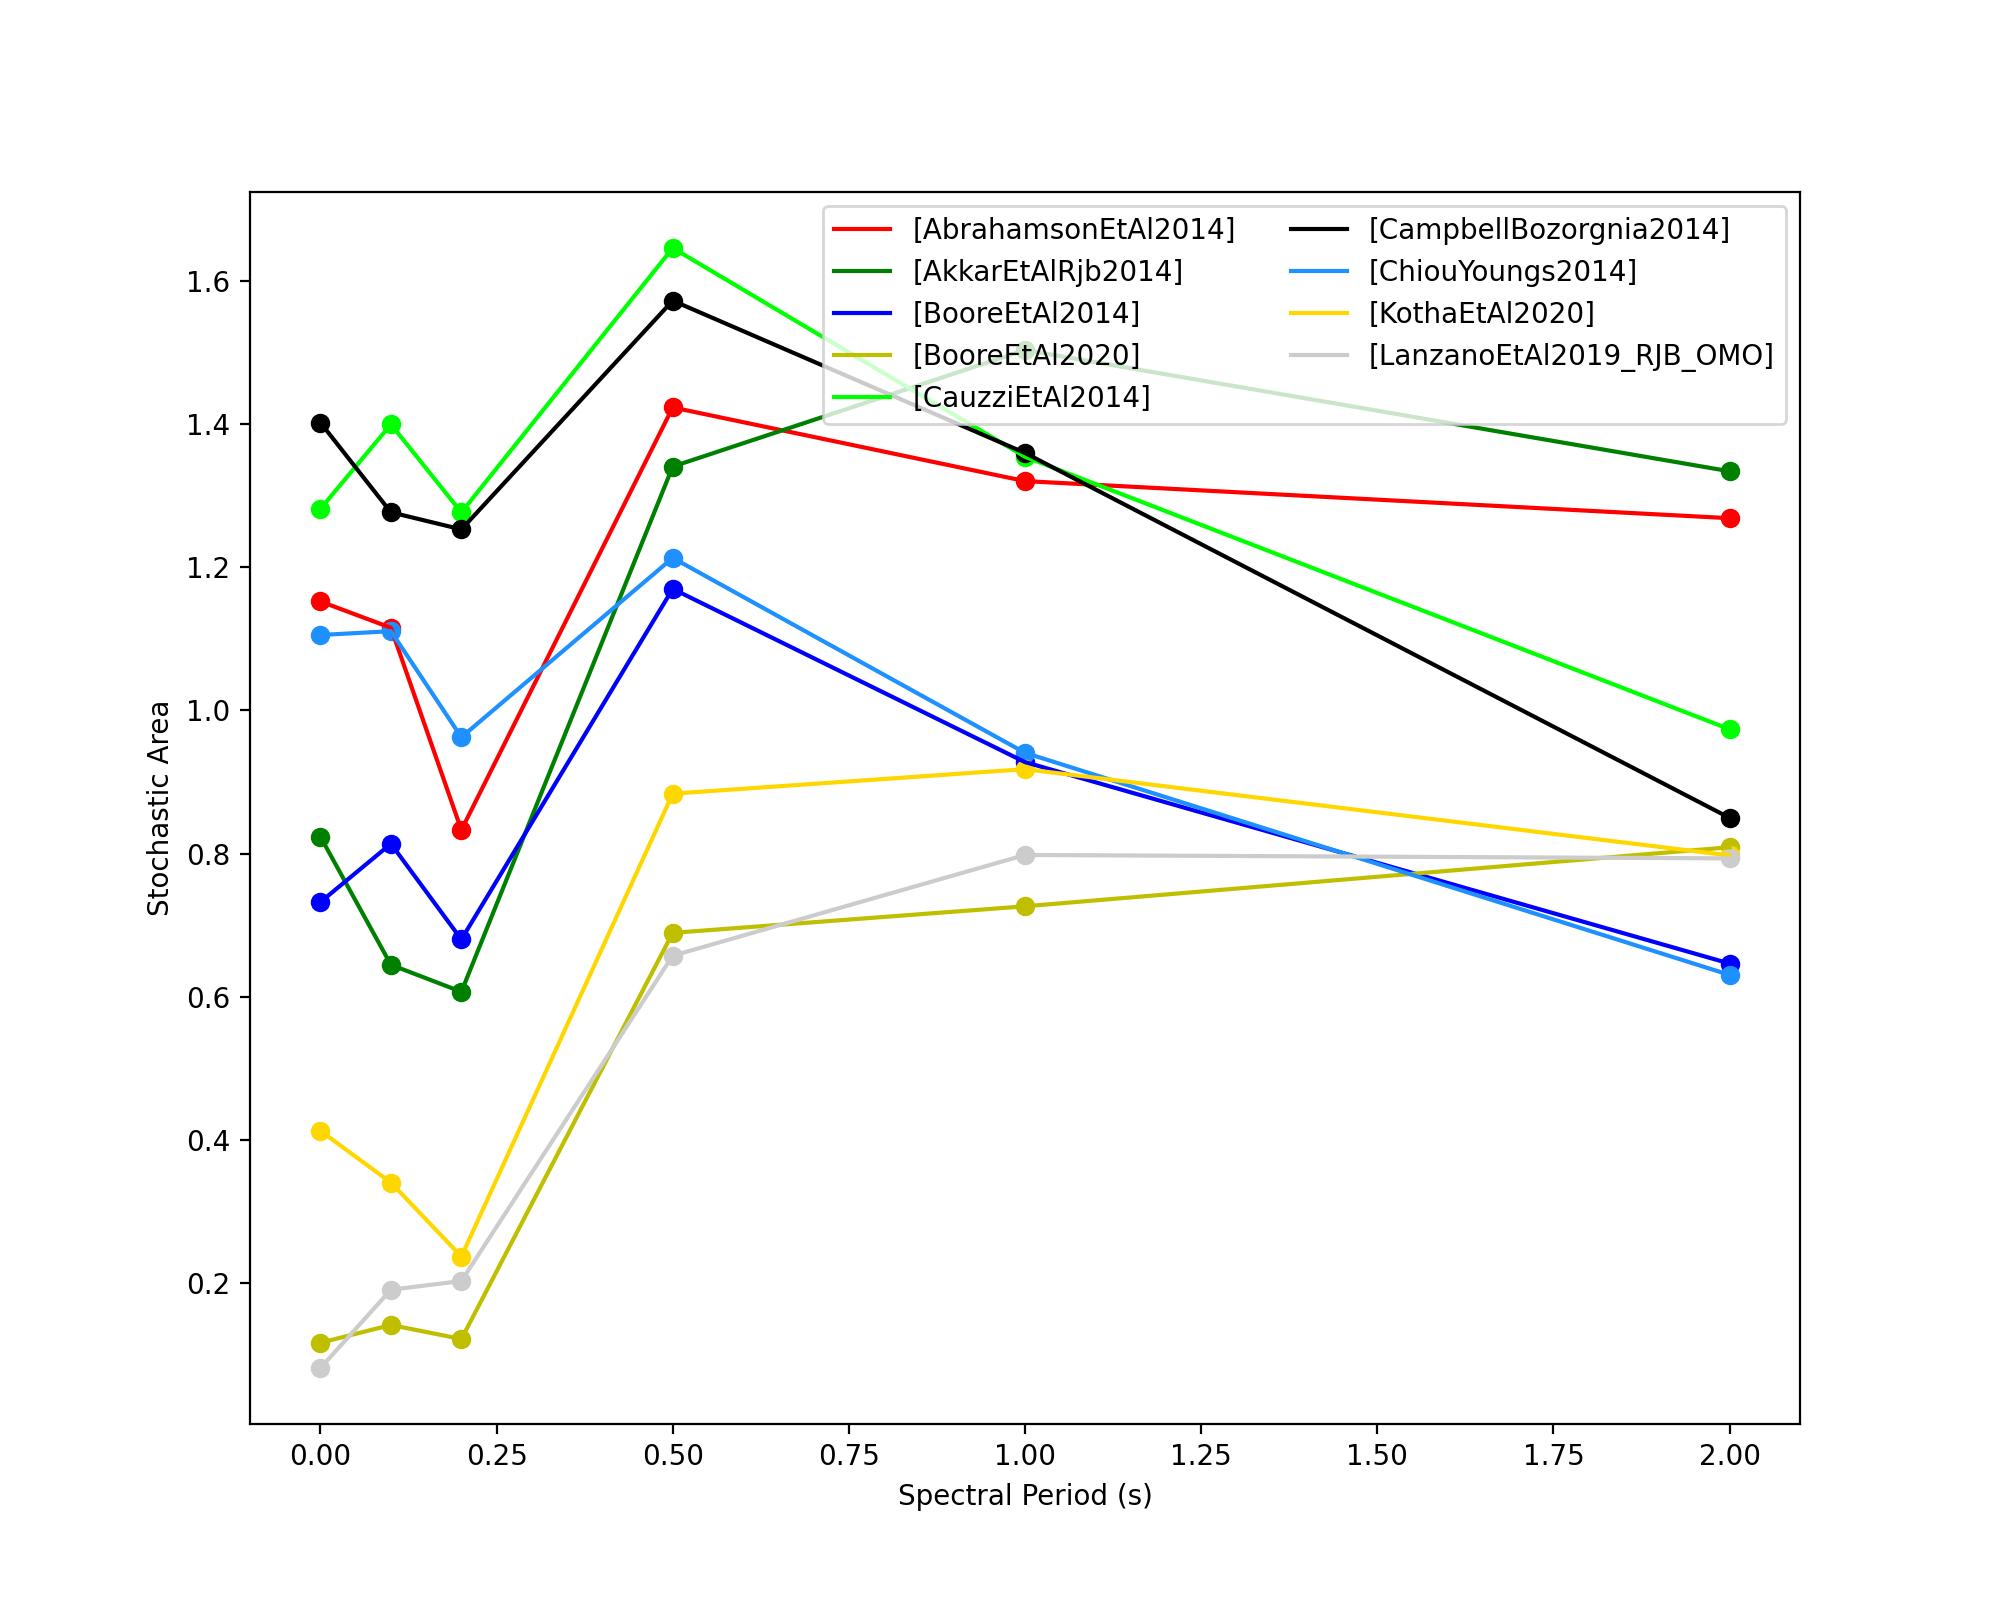 [AbrahamsonEtAl2014]
[AkkarEtAlRjb2014]
[BooreEtAl2014]
[BooreEtAl2020]
[CauzziEtAl2014]
[CampbellBozorgnia2014]
[ChiouYoungs2014]
[KothaEtAl2020]
[LanzanoEtAl2019_RJB_OMO]
1.6
1.4
1.2
1.0
0.8
0.6
0.4
0.2
Stochastic Area
0.00 0.25 0.50 0.75 1.00 1.25 1.50 1.75 2.00
Spectral Period (s)